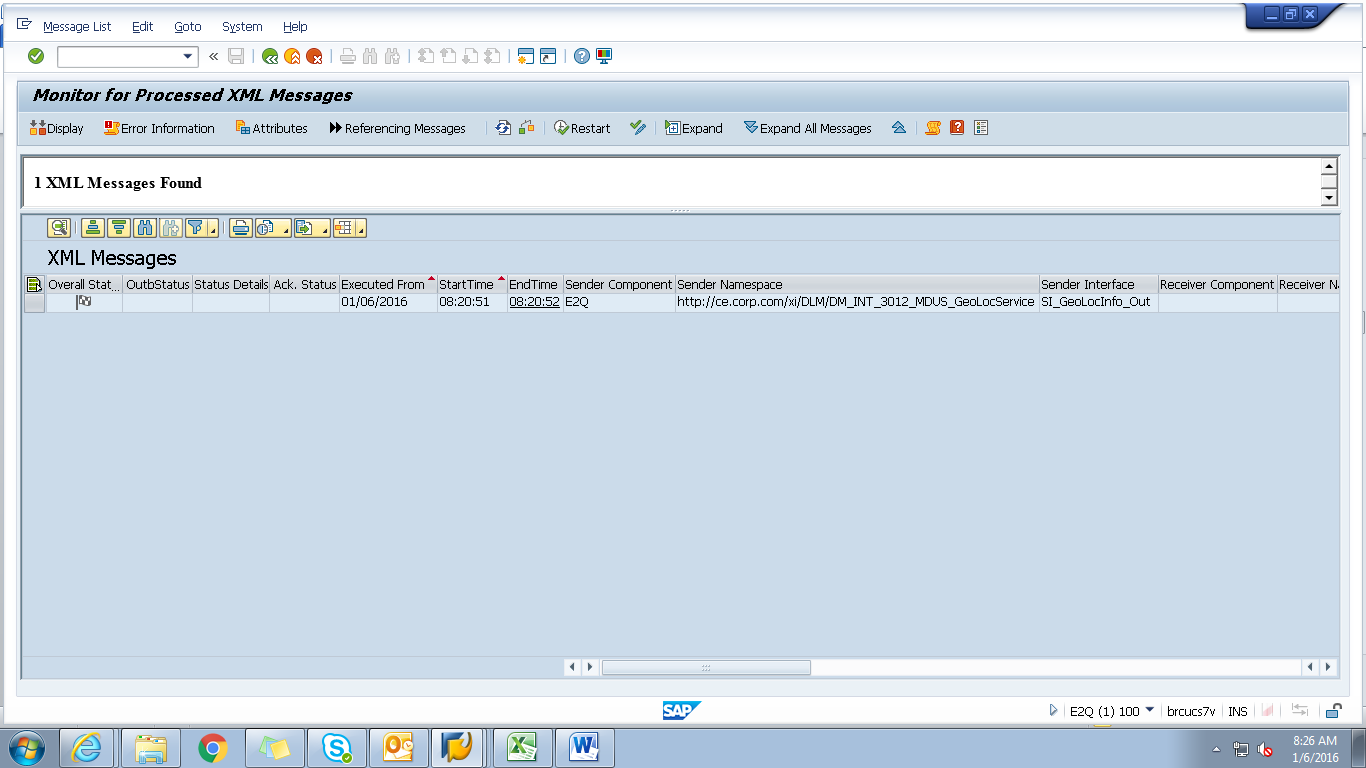 Message List Edit Goto System Help
Monitor for Processed XML Messages
Display Error Information Attributes Referencing Messages Restart Expand Expand All Messages
1 XML Messages Found
XML Messages
Overall Stat... OutbStatus Status Details Ack. Status Executed From StartTime EndTime Sender Component Sender Namespace Sender Interface Receiver Component Receiver Na
01/06/2016 08:20:51 08:20:52 E2Q http://ce.corp.com/xi/DLM/DM_INT_3012_MDUS_GeoLocService SI_GeoLocInfo_Out
SAP E2Q (1) 100 brcucs7v INS
8:26 AM
1/6/2016